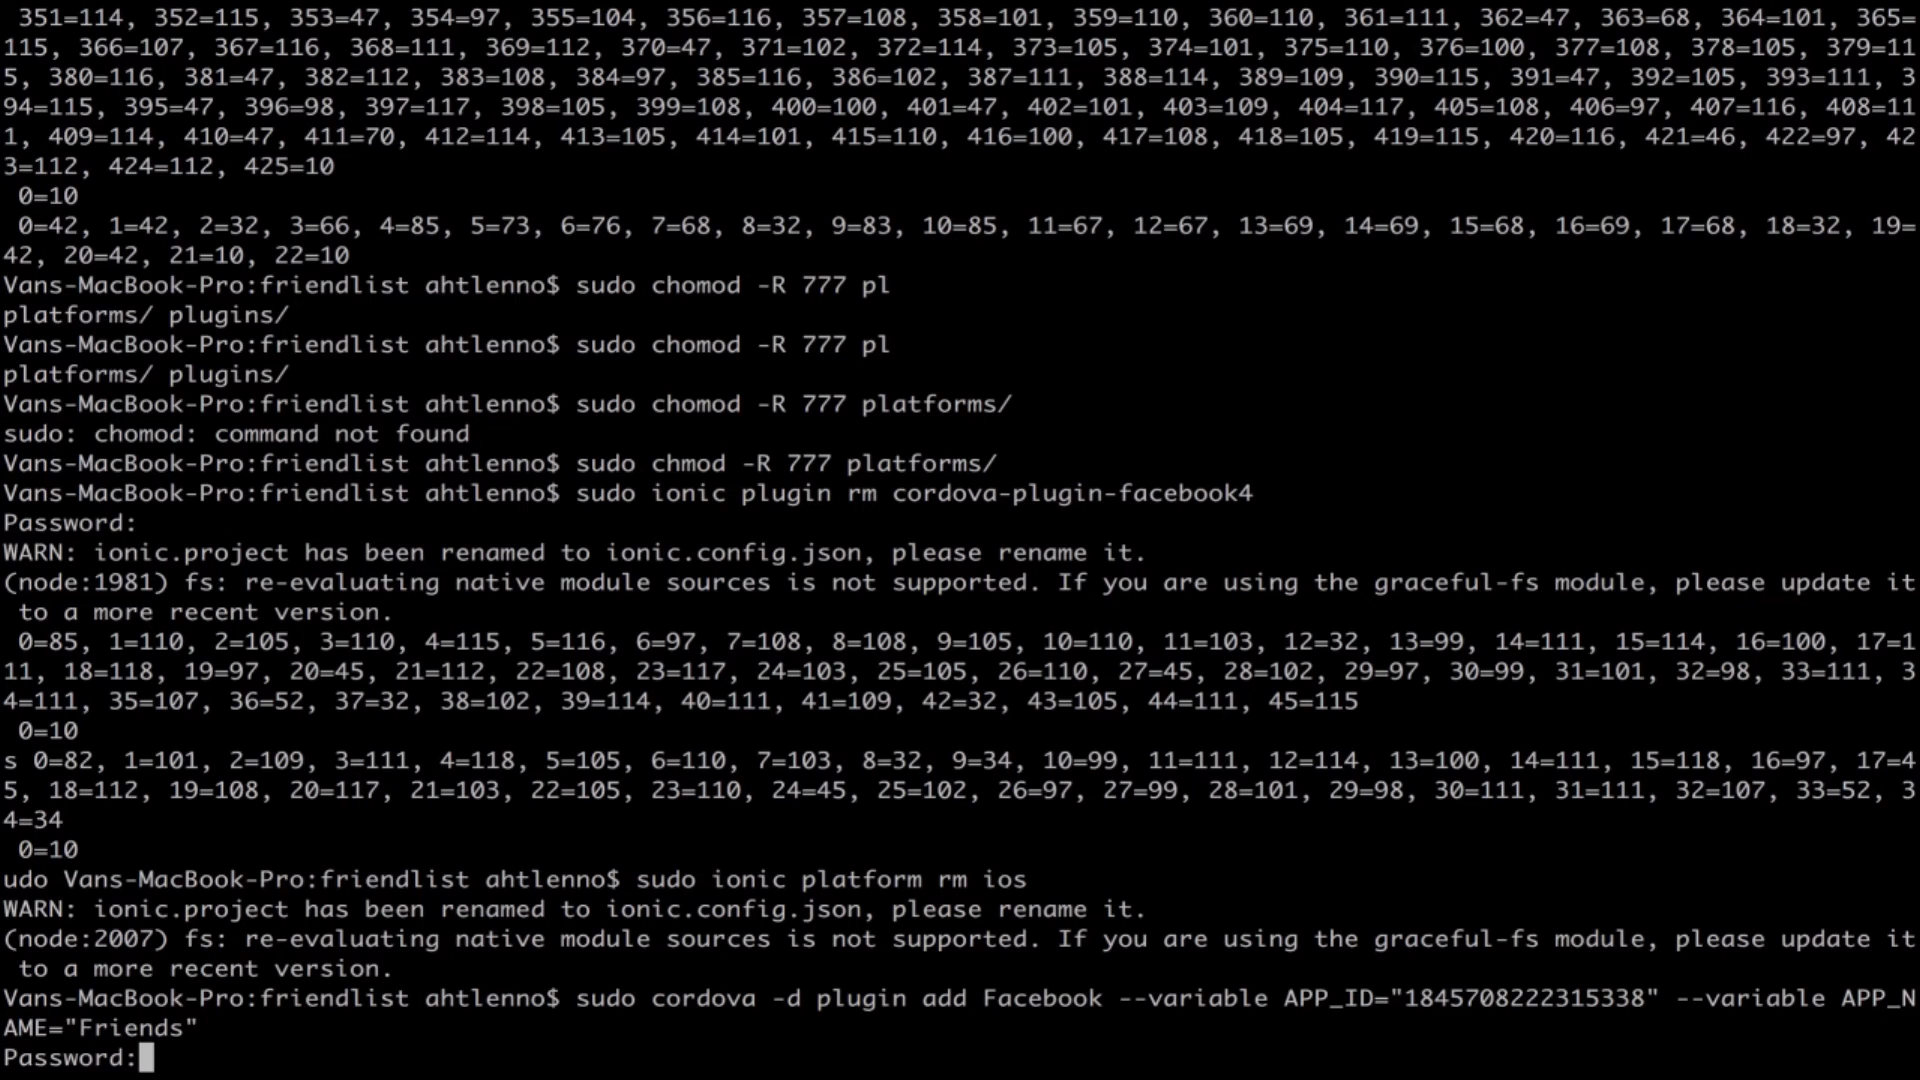 351=114, 352=115, 353=47, 354=97, 355=104, 356=116, 357=108, 358=101, 359=110, 360=110, 361=111, 362=47, 363=68, 364=101, 365=
115, 366=107, 367=116, 368=111, 369=112, 370=47, 371=102, 372=114, 373=105, 374=101, 375=110, 376=100, 377=108, 378=105, 379=11
5, 380=116, 381=47, 382=112, 383=108, 384=97, 385=116, 386=102, 387=111, 388=114, 389=109, 390=115, 391=47, 392=105, 393=111, 3
94=115, 395=47, 396=98, 397=117, 398=105, 399=108, 400=100, 401=47, 402=101, 403=109, 404=117, 405=108, 406=97, 407=116, 408=11
1, 409=114, 410=47, 411=70, 412=114, 413=105, 414=101, 415=110, 416=100, 417=108, 418=105, 419=115, 420=116, 421=46, 422=97, 42
3=112, 424=112, 425=10
0=10
0=42, 1=42, 2=32, 3=66, 4=85, 5=73, 6=76, 7=68, 8=32, 9=83, 10=85, 11=67, 12=67, 13=69, 14=69, 15=68, 16=69, 17=68, 18=32, 19=
42, 20=42, 21=10, 22=10
Vans-MacBook-Pro:friendlist ahtlenno$ sudo chomod -R 777 pl
platforms/ plugins/
Vans-MacBook-Pro:friendlist ahtlenno$ sudo chomod -R 777 pl
platforms/ plugins/
Vans-MacBook-Pro:friendlist ahtlenno$ sudo chomod -R 777 platforms/
sudo: chomod: command not found
Vans-MacBook-Pro:friendlist ahtlenno$ sudo chmod -R 777 platforms/
Vans-MacBook-Pro:friendlist ahtlenno$ sudo ionic plugin rm cordova-plugin-facebook4
Password:
WARN: ionic.project has been renamed to ionic.config.json, please rename it.
(node:1981) fs: re-evaluating native module sources is not supported. If you are using the graceful-fs module, please update it
to a more recent version.
0=85, 1=110, 2=105, 3=110, 4=115, 5=116, 6=97, 7=108, 8=108, 9=105, 10=110, 11=103, 12=32, 13=99, 14=111, 15=114, 16=100, 17=1
11, 18=118, 19=97, 20=45, 21=112, 22=108, 23=117, 24=103, 25=105, 26=110, 27=45, 28=102, 29=97, 30=99, 31=101, 32=98, 33=111, 3
4=111, 35=107, 36=52, 37=32, 38=102, 39=114, 40=111, 41=109, 42=32, 43=105, 44=111, 45=115
0=10
s 0=82, 1=101, 2=109, 3=111, 4=118, 5=105, 6=110, 7=103, 8=32, 9=34, 10=99, 11=111, 12=114, 13=100, 14=111, 15=118, 16=97, 17=4
5, 18=112, 19=108, 20=117, 21=103, 22=105, 23=110, 24=45, 25=102, 26=97, 27=99, 28=101, 29=98, 30=111, 31=111, 32=107, 33=52, 3
4=34
0=10
udo Vans-MacBook-Pro:friendlist ahtlenno$ sudo ionic platform rm ios
WARN: ionic.project has been renamed to ionic.config.json, please rename it.
(node:2007) fs: re-evaluating native module sources is not supported. If you are using the graceful-fs module, please update it
to a more recent version.
Vans-MacBook-Pro:friendlist ahtlenno$ sudo cordova -d plugin add Facebook --variable APP_ID="1845708222315338" --variable APP_N
AME="Friends"
Password: